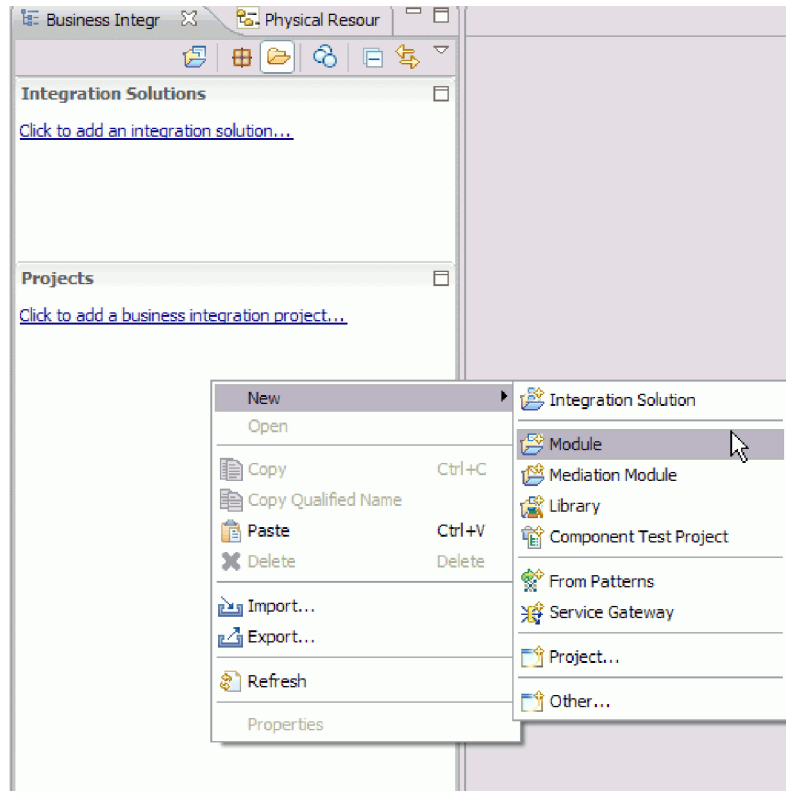 Business Integr Physical Resour
Integration Solutions
Click to add an integration solution...
Projects
Click to add a business integration project...
New
Open
Copy Ctrl+C
Copy Qualified Name
Paste Ctrl+V
Delete Delete
Import...
Export...
Refresh
Properties
Integration Solution
Module
Mediation Module
Library
Component Test Project
From Patterns
Service Gateway
Project...
Other...